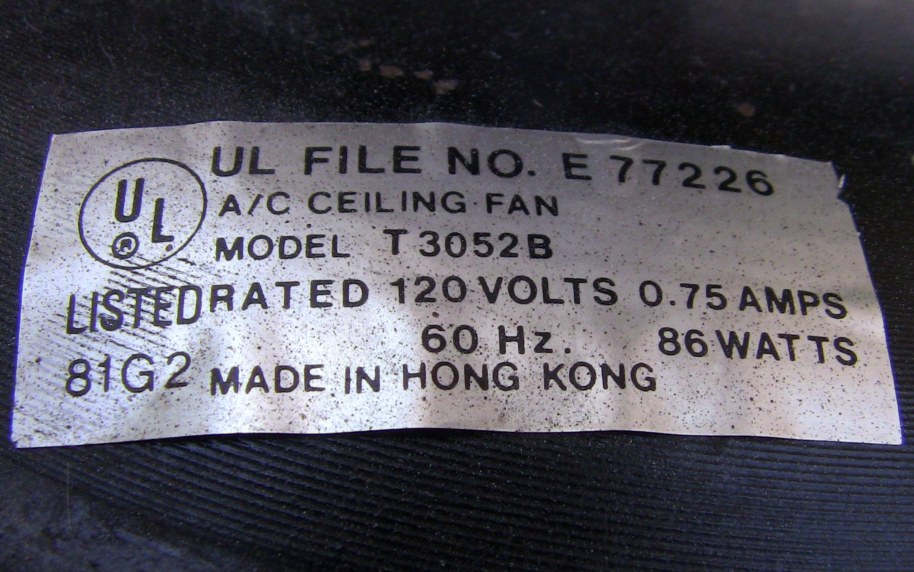 UL FILE NO. E 77226
UL ® A/C CEILING FAN
MODEL T3052B
LISTED RATED 120 VOLTS 0.75 AMPS
60 Hz. 86 WATTS
81G2 MADE IN HONG KONG